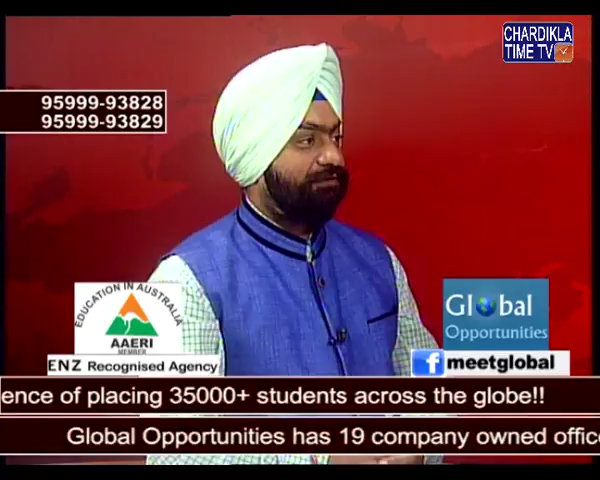 CHARDIKLA
TIME TV
95999-93828
95999-93829
EDUCATION IN AUSTRALIA
AAERI
MEMBER
ENZ Recognised Agency
Global
Opportunities
f meetglobal
ence of placing 35000+ students across the globe!!
Global Opportunities has 19 company owned office